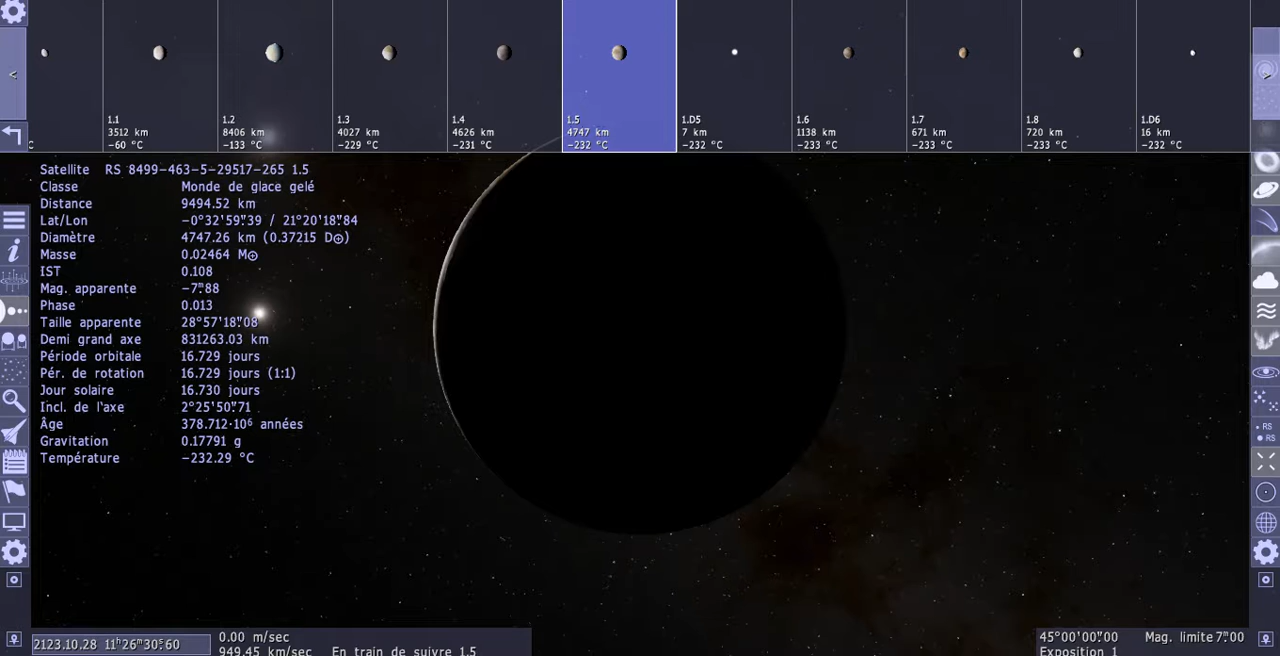 <
1.1
3512 km
-60 °C
1.2
8406 km
-133 °C
1.3
4027 km
-229 °C
1.4
4626 km
-231 °C
1.5
4747 km
-232 °C
1.D5
7 km
-232 °C
1.6
1138 km
-233 °C
1.7
671 km
-233 °C
1.8
720 km
-233 °C
1.D6
16 km
-232 °C
C
Satellite RS 8499-463-5-29517-265 1.5
Classe Monde de glace gelé
Distance 9494.52 km
Lat/Lon -0°32'59"39 / 21°20'18"84
Diamètre 4747.26 km (0.37215 D⊕)
Masse 0.02464 M⊕
IST 0.108
Mag. apparente -7ᵐ88
Phase 0.013
Taille apparente 28°57'18"08
Demi grand axe 831263.03 km
Période orbitale 16.729 jours
Pér. de rotation 16.729 jours (1:1)
Jour solaire 16.730 jours
Incl. de l'axe 2°25'50"71
Âge 378.712·10⁶ années
Gravitation 0.17791 g
Température -232.29 °C
RS
RS
2123.10.28 11ʰ26ᵐ30ˢ60
0.00 m/sec
949.45 km/sec En train de suivre 1.5
45°00'00"00 Mag. limite 7ᵐ00
Exposition 1